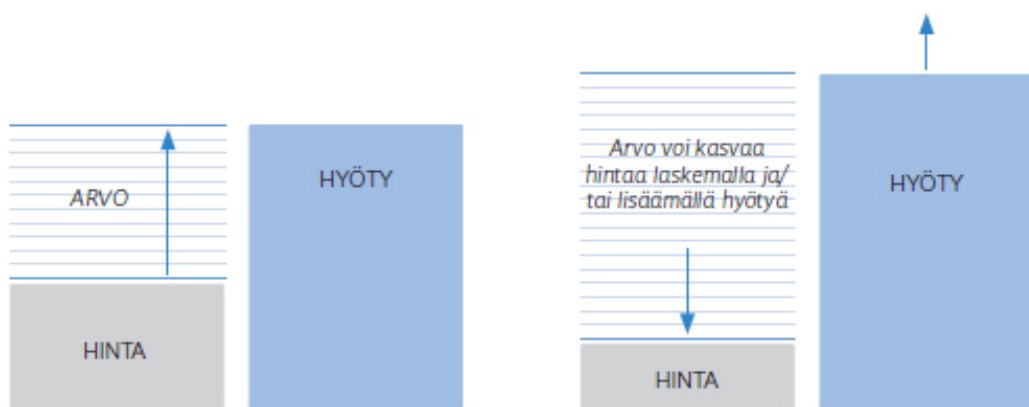 ARVO
HYÖTY
HINTA
Arvo voi kasvaa
hintaa laskemalla ja/
tai lisäämällä hyötyä
HYÖTY
HINTA